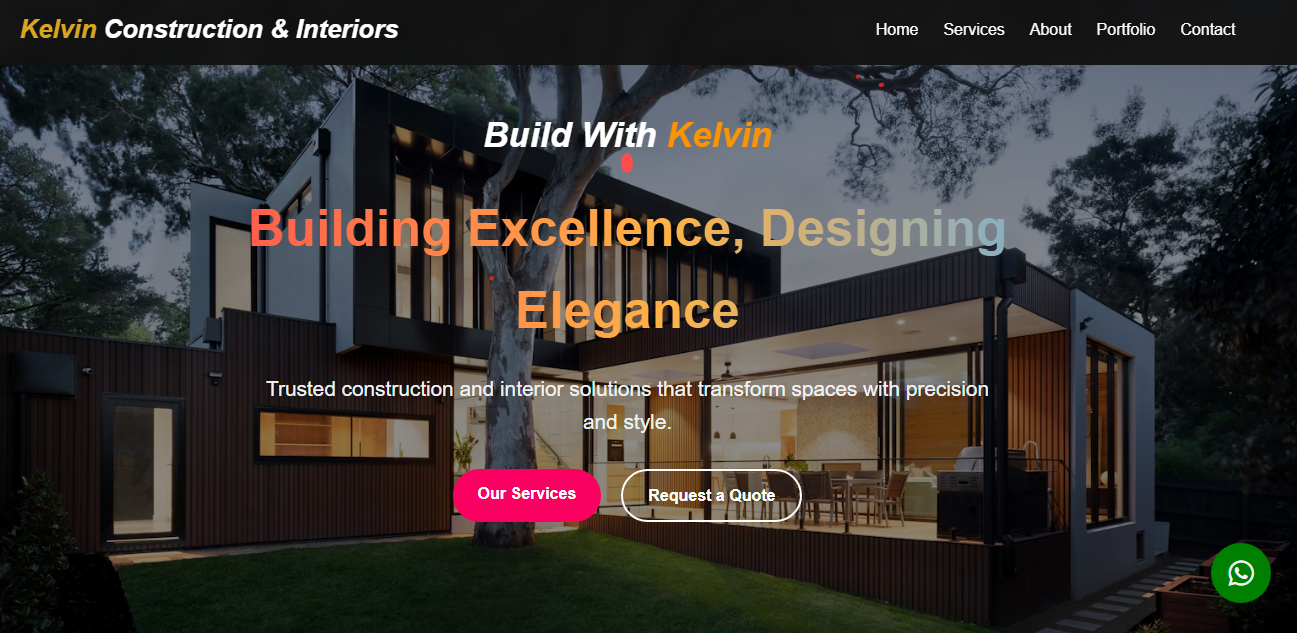 Kelvin Construction & Interiors
Home Services About Portfolio Contact
Build With Kelvin
Building Excellence, Designing
Elegance
Trusted construction and interior solutions that transform spaces with precision
and style.
Our Services
Request a Quote